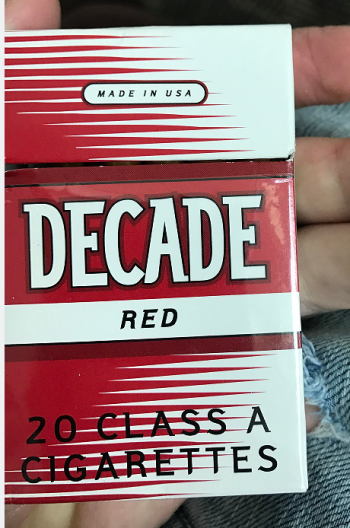 MADE IN USA
DECADE
RED
20 CLASS A
CIGARETTES